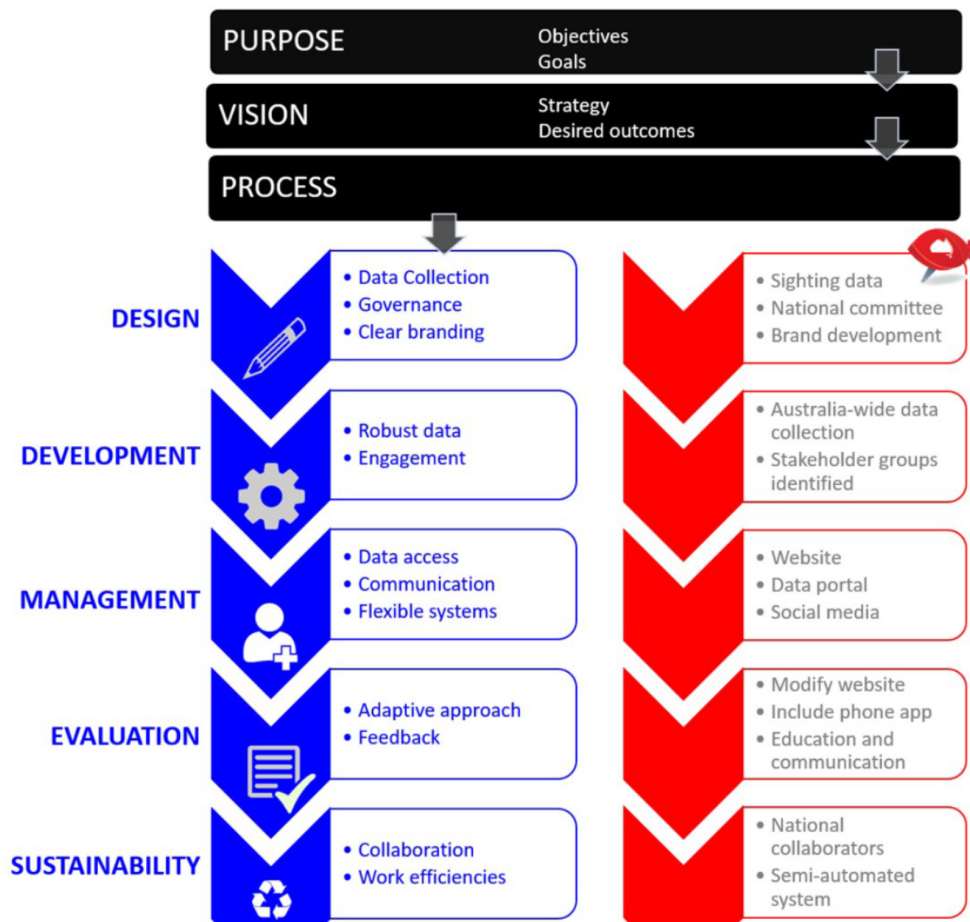 PURPOSE
Objectives
Goals
VISION
Strategy
Desired outcomes
PROCESS
DESIGN
• Data Collection
• Governance
• Clear branding
• Sighting data
• National committee
• Brand development
DEVELOPMENT
• Robust data
• Engagement
• Australia-wide data
collection
• Stakeholder groups
identified
MANAGEMENT
• Data access
• Communication
• Flexible systems
• Website
• Data portal
• Social media
EVALUATION
• Adaptive approach
• Feedback
• Modify website
• Include phone app
• Education and
communication
SUSTAINABILITY
• Collaboration
• Work efficiencies
• National
collaborators
• Semi-automated
system